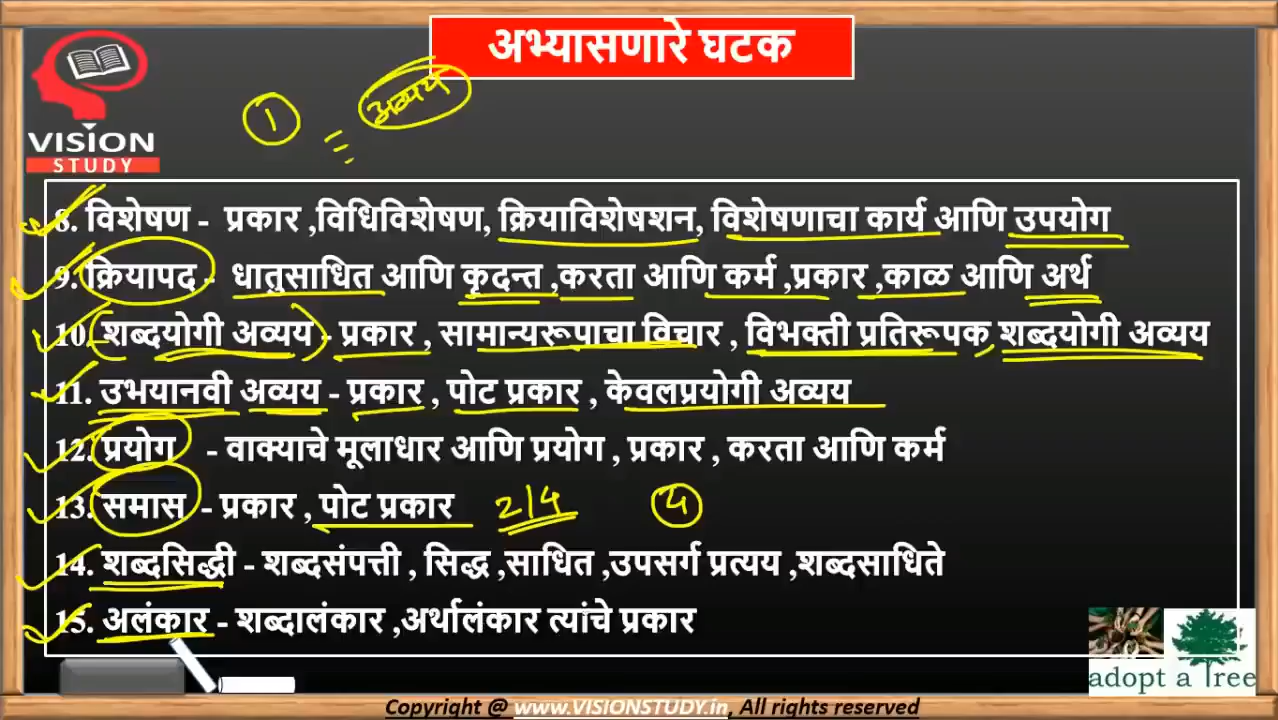 अभ्यासणारे घटक
VISION
STUDY
१
अव्यय
8. विशेषण - प्रकार ,विधिविशेषण, क्रियाविशेषशन, विशेषणाचा कार्य आणि उपयोग
9. क्रियापद - धातुसाधित आणि कृदन्त ,करता आणि कर्म ,प्रकार ,काळ आणि अर्थ
10. शब्दयोगी अव्यय - प्रकार , सामान्यरूपाचा विचार , विभक्ती प्रतिरूपक शब्दयोगी अव्यय
11. उभयानवी अव्यय - प्रकार , पोट प्रकार , केवलप्रयोगी अव्यय
12. प्रयोग - वाक्याचे मूलाधार आणि प्रयोग , प्रकार , करता आणि कर्म
13. समास - प्रकार , पोट प्रकार
14. शब्दसिद्धी - शब्दसंपत्ती , सिद्ध ,साधित ,उपसर्ग प्रत्यय ,शब्दसाधिते
15. अलंकार - शब्दालंकार ,अर्थालंकार त्यांचे प्रकार
adopt a Tree
Copyright @ www.VISIONSTUDY.in, All rights reserved